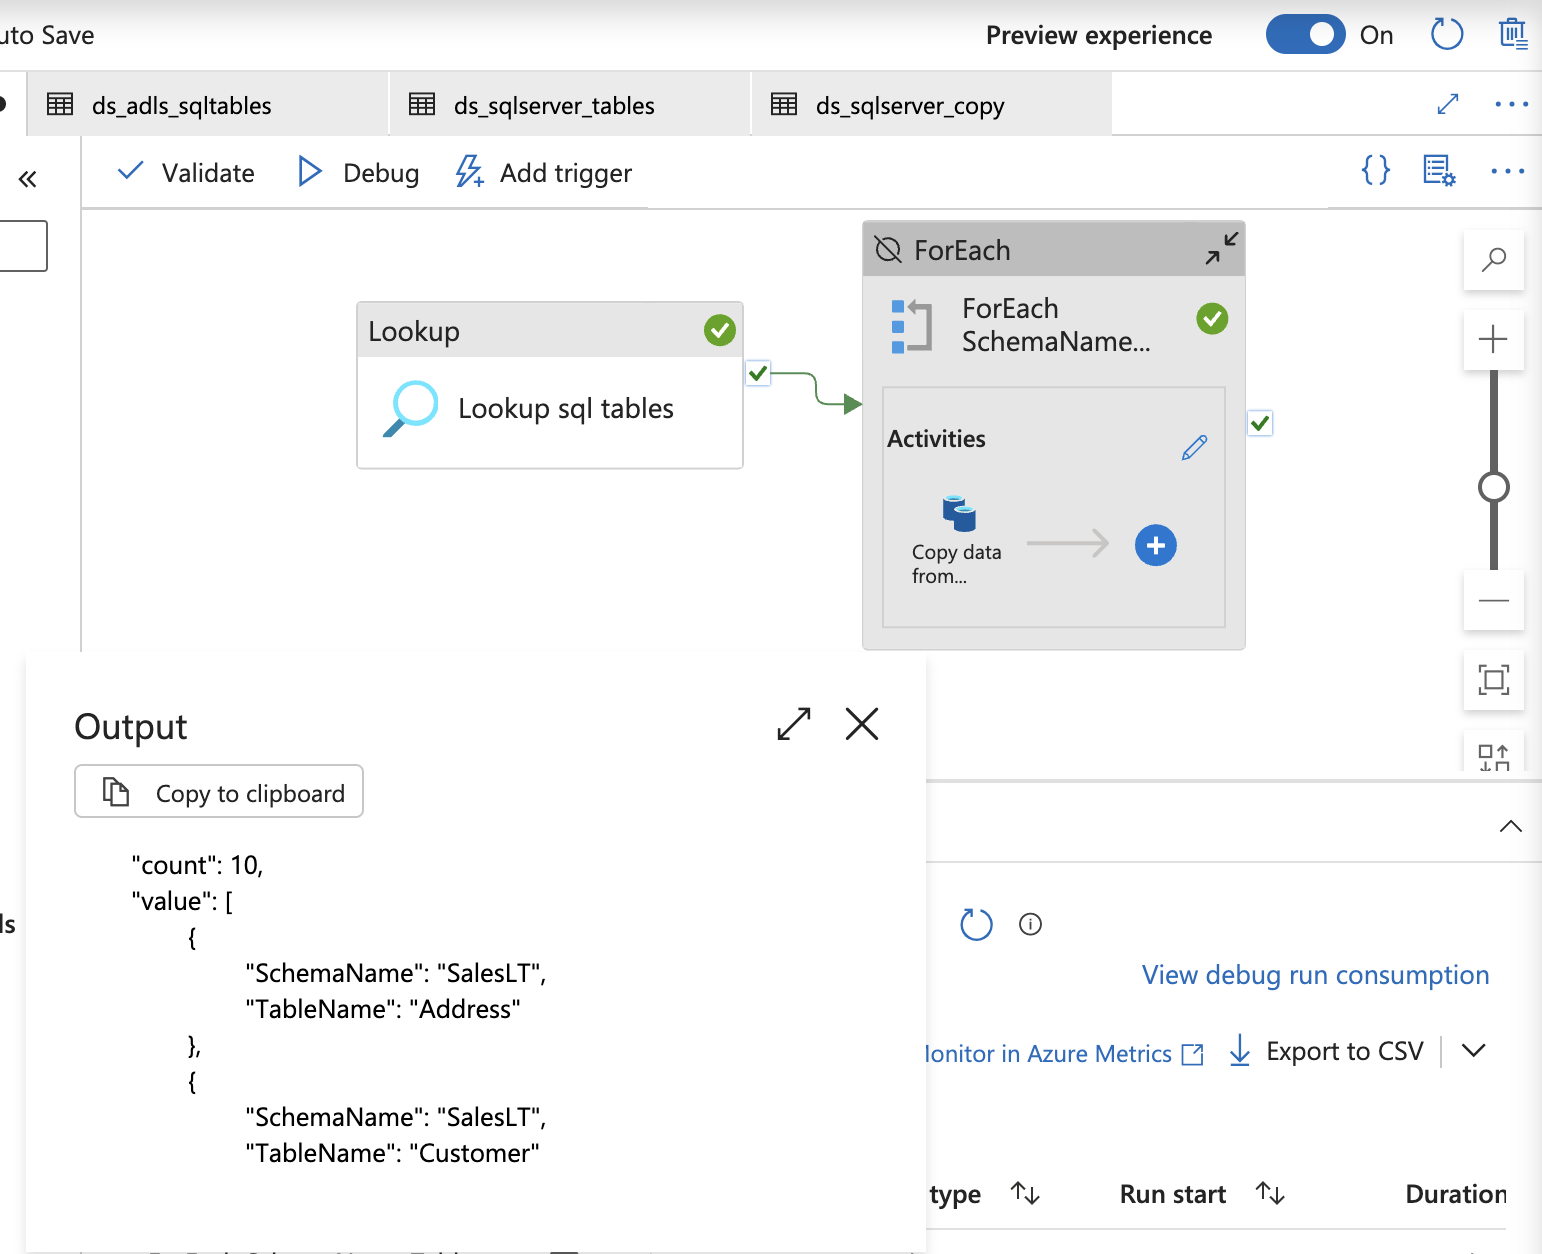 uto Save
Preview experience
On
ds_adls_sqltables
ds_sqlserver_tables
ds_sqlserver_copy
«
Validate
Debug
Add trigger
{}
ForEach
Lookup
ForEach
SchemaName...
Lookup sql tables
Activities
Copy data
from...
Output
Copy to clipboard
"count": 10,
"value": [
{
"SchemaName": "SalesLT",
"TableName": "Address"
},
{
"SchemaName": "SalesLT",
"TableName": "Customer"
ls
View debug run consumption
onitor in Azure Metrics
Export to CSV
type
Run start
Duration